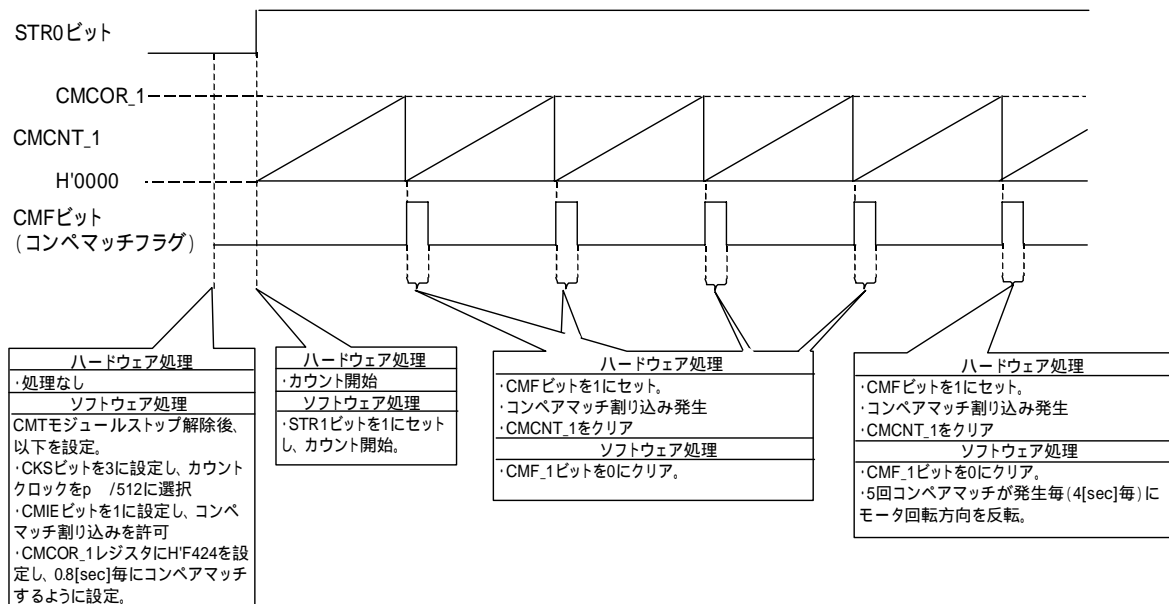 STR0ビット
CMCOR_1
CMCNT_1
H'0000
CMFビット
(コンペマッチフラグ)
ハードウェア処理
・処理なし
ソフトウェア処理
CMTモジュールストップ解除後、
以下を設定。
・CKSビットを3に設定し、カウント
クロックをp /512に選択
・CMIEビットを1に設定し、コンペ
マッチ割り込みを許可
・CMCOR_1レジスタにH'F424を設
定し、0.8[sec]毎にコンペアマッチ
するように設定。
ハードウェア処理
・カウント開始
ソフトウェア処理
・STR1ビットを1にセット
し、カウント開始。
ハードウェア処理
・CMFビットを1にセット。
・コンペアマッチ割り込み発生
・CMCNT_1をクリア
ソフトウェア処理
・CMF_1ビットを0にクリア。
ハードウェア処理
・CMFビットを1にセット。
・コンペアマッチ割り込み発生
・CMCNT_1をクリア
ソフトウェア処理
・CMF_1ビットを0にクリア。
・5回コンペアマッチが発生毎(4[sec]毎)に
モータ回転方向を反転。